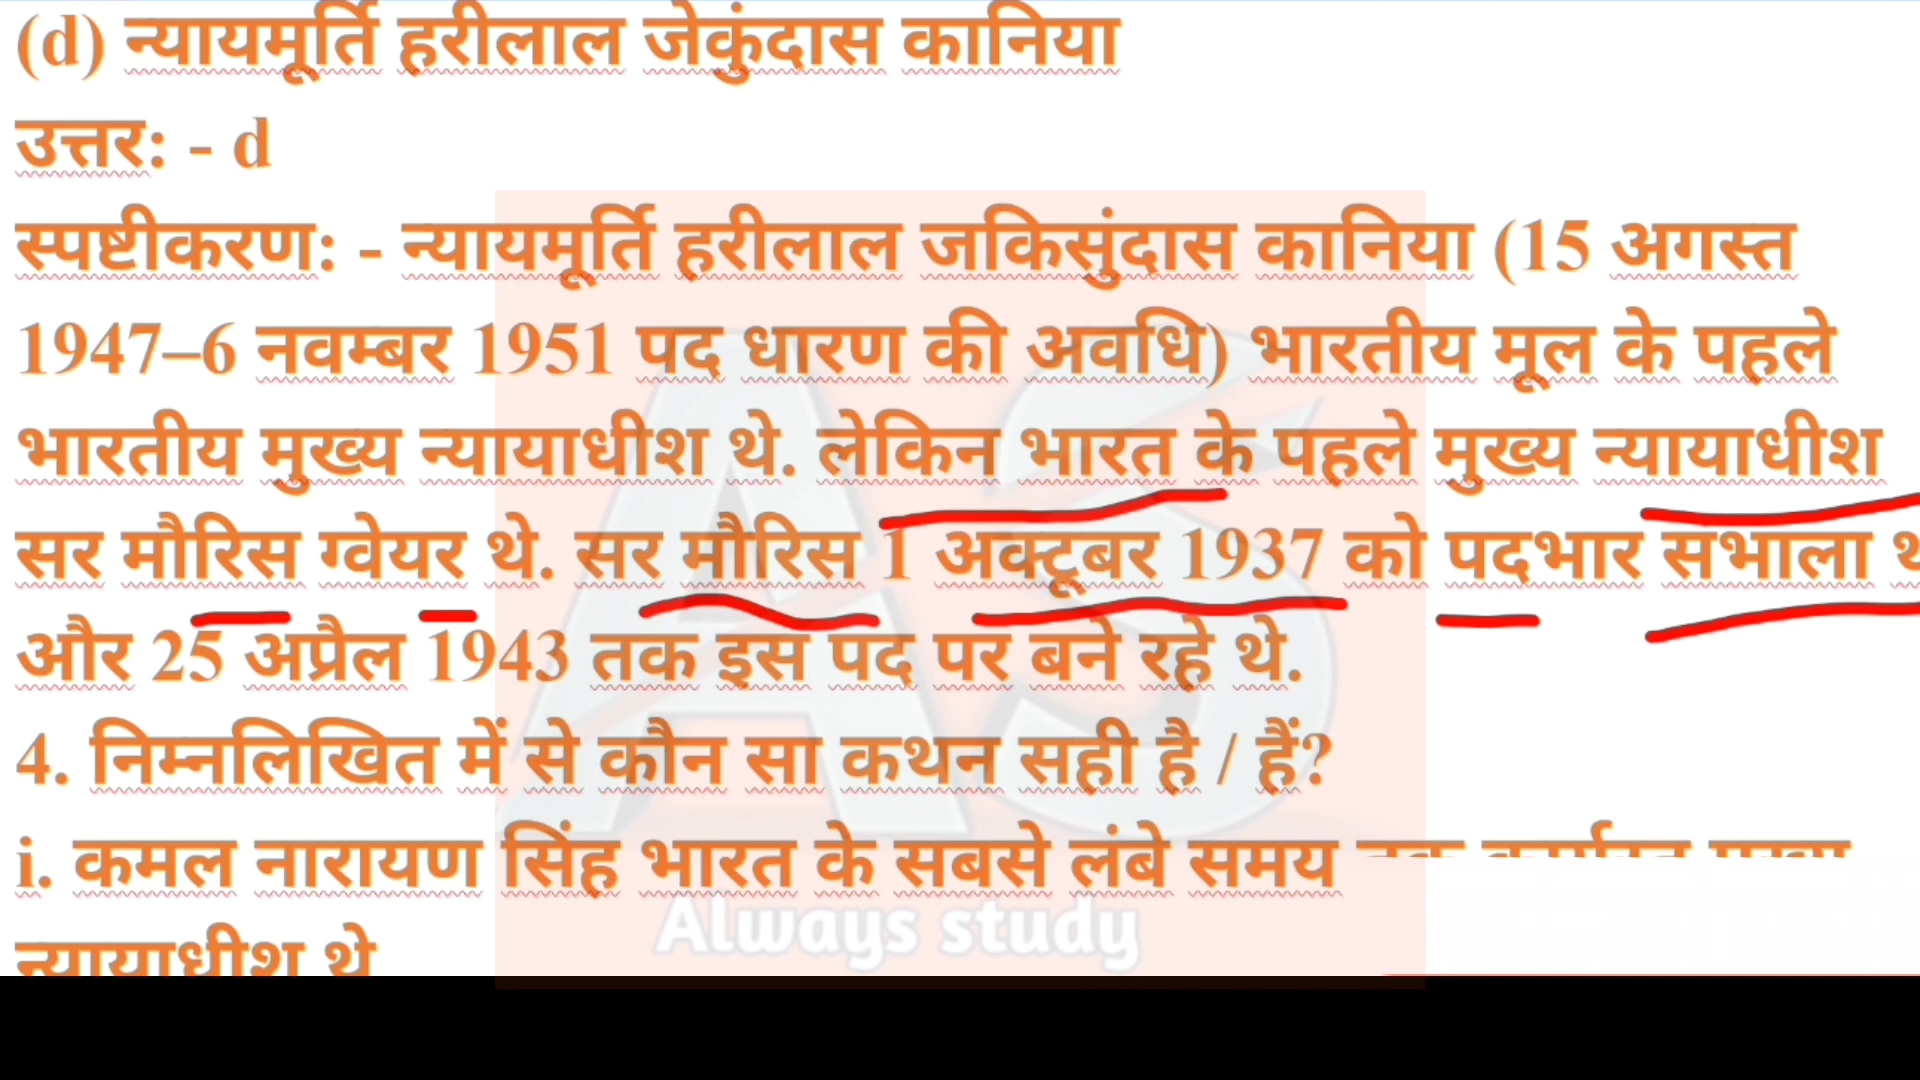 (d) न्यायमूर्ति हरीलाल जेकुंदास कानिया
उत्तर: - d
स्पष्टीकरण: - न्यायमूर्ति हरीलाल जकिसुंदास कानिया (15 अगस्त
1947–6 नवम्बर 1951 पद धारण की अवधि) भारतीय मूल के पहले
भारतीय मुख्य न्यायाधीश थे. लेकिन भारत के पहले मुख्य न्यायाधीश
सर मौरिस ग्वेयर थे. सर मौरिस 1 अक्टूबर 1937 को पदभार संभाला
और 25 अप्रैल 1943 तक इस पद पर बने रहे थे.
4. निम्नलिखित में से कौन सा कथन सही है / हैं?
i. कमल नारायण सिंह भारत के सबसे लंबे समय
न्यायाधीश थे
AS
Always study